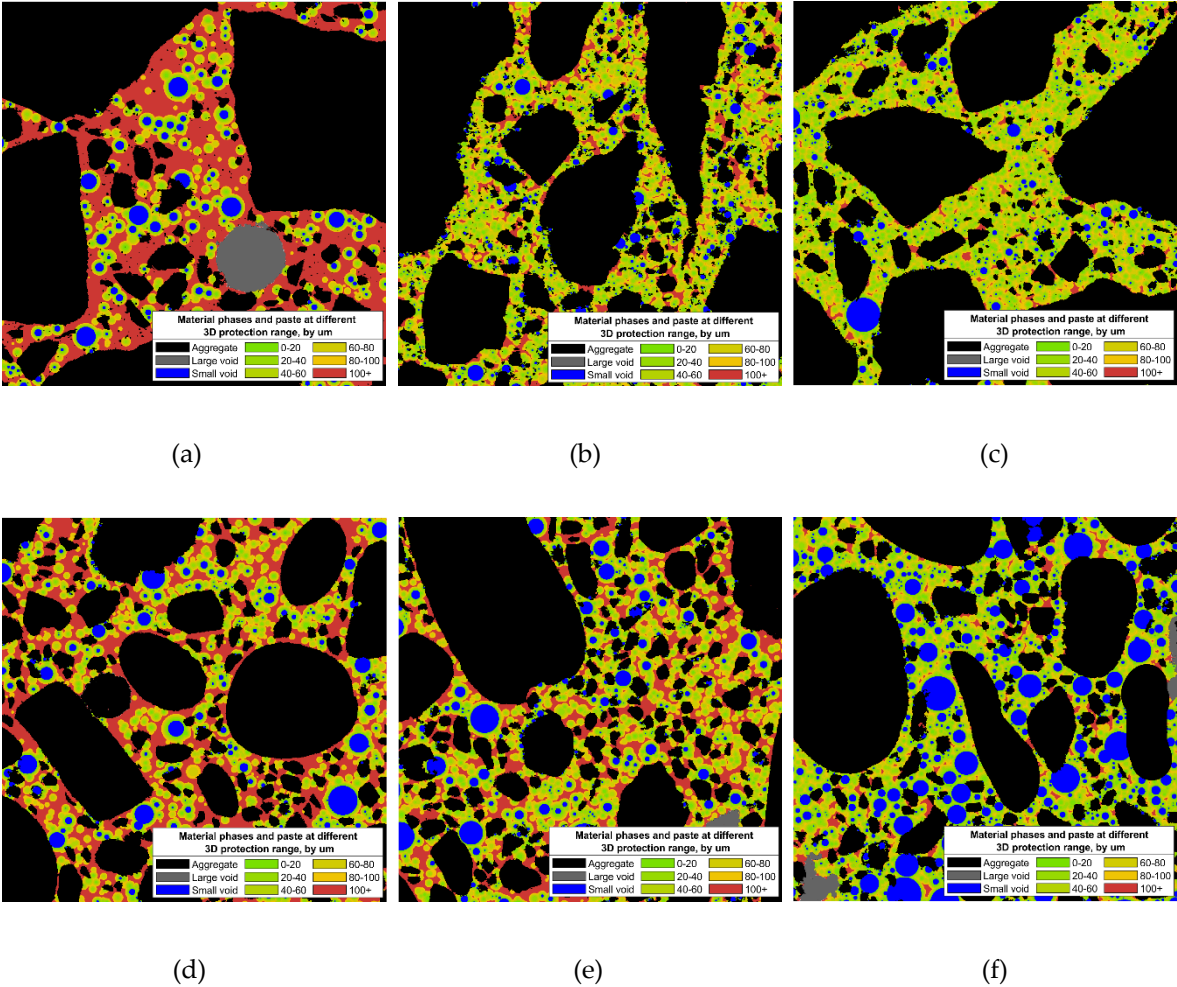 Material phases and paste at different
3D protection range, by um
Aggregate 0-20 60-80
Large void 20-40 80-100
Small void 40-60 100+
Material phases and paste at different
3D protection range, by um
Aggregate 0-20 60-80
Large void 20-40 80-100
Small void 40-60 100+
Material phases and paste at different
3D protection range, by um
Aggregate 0-20 60-80
Large void 20-40 80-100
Small void 40-60 100+
(a) (b) (c)
Material phases and paste at different
3D protection range, by um
Aggregate 0-20 60-80
Large void 20-40 80-100
Small void 40-60 100+
Material phases and paste at different
3D protection range, by um
Aggregate 0-20 60-80
Large void 20-40 80-100
Small void 40-60 100+
Material phases and paste at different
3D protection range, by um
Aggregate 0-20 60-80
Large void 20-40 80-100
Small void 40-60 100+
(d) (e) (f)